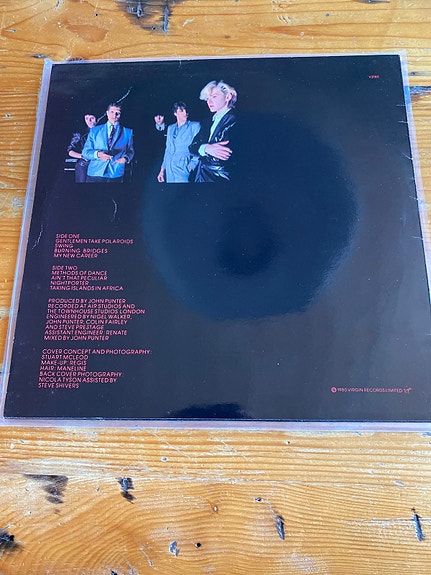 SIDE ONE
GENTLEMEN TAKE POLAROIDS
SWING
BURNING BRIDGES
MY NEW CAREER
SIDE TWO
METHODS OF DANCE
AIN'T THAT PECULIAR
NIGHTPORTER
TAKING ISLANDS IN AFRICA
PRODUCED BY JOHN PUNTER
RECORDED AT AIR STUDIOS AND
THE TOWNHOUSE STUDIOS, LONDON
ENGINEERED BY NIGEL WALKER,
JOHN PUNTER, COLIN FAIRLEY
AND STEVE PRESTAGE
ASSISTANT ENGINEER: RENATE
MIXED BY JOHN PUNTER
COVER CONCEPT AND PHOTOGRAPHY:
STUART MCLEOD
MAKE-UP: REGIS
HAIR: MANELINE
BACK COVER PHOTOGRAPHY:
NICOLA TYSON ASSISTED BY
STEVE SHIVERS
℗ 1980 VIRGIN RECORDS LIMITED